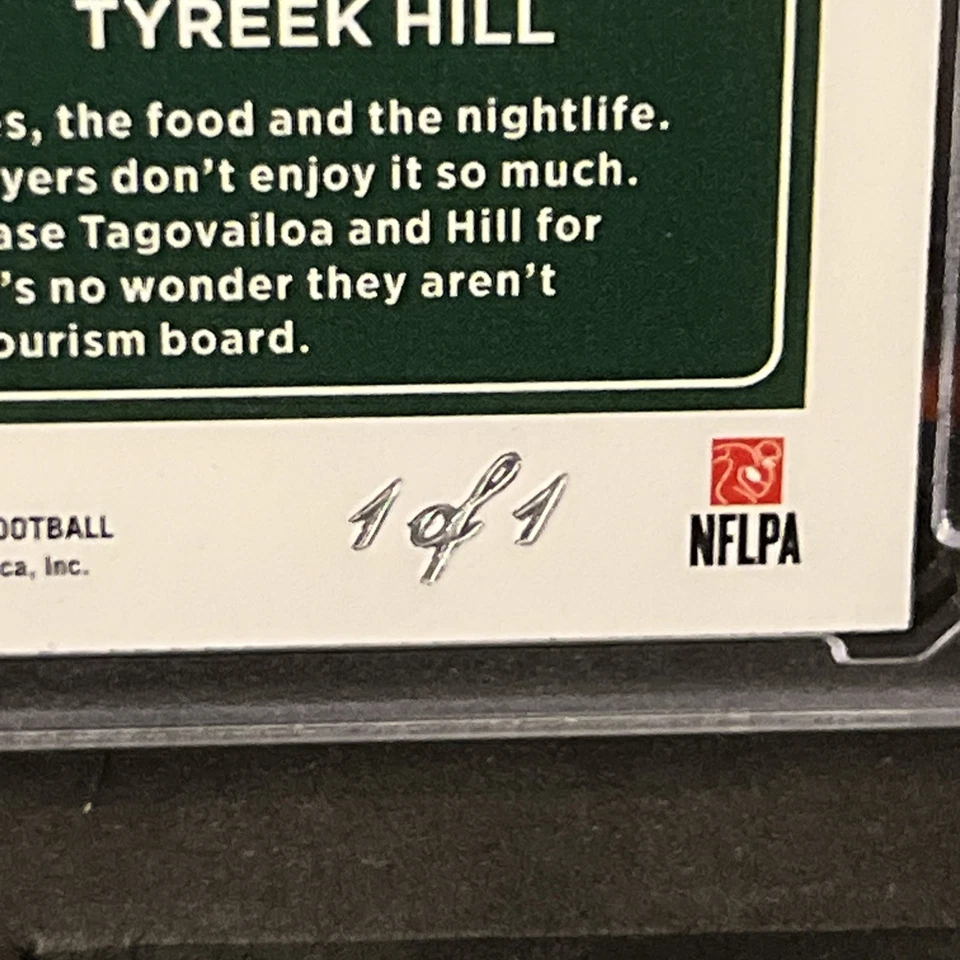 TYREEK HILL
s, the food and the nightlife.
yers don't enjoy it so much.
ase Tagovailoa and Hill for
's no wonder they aren't
ourism board.
1 of 1
OOTBALL
ca, Inc.
NFLPA